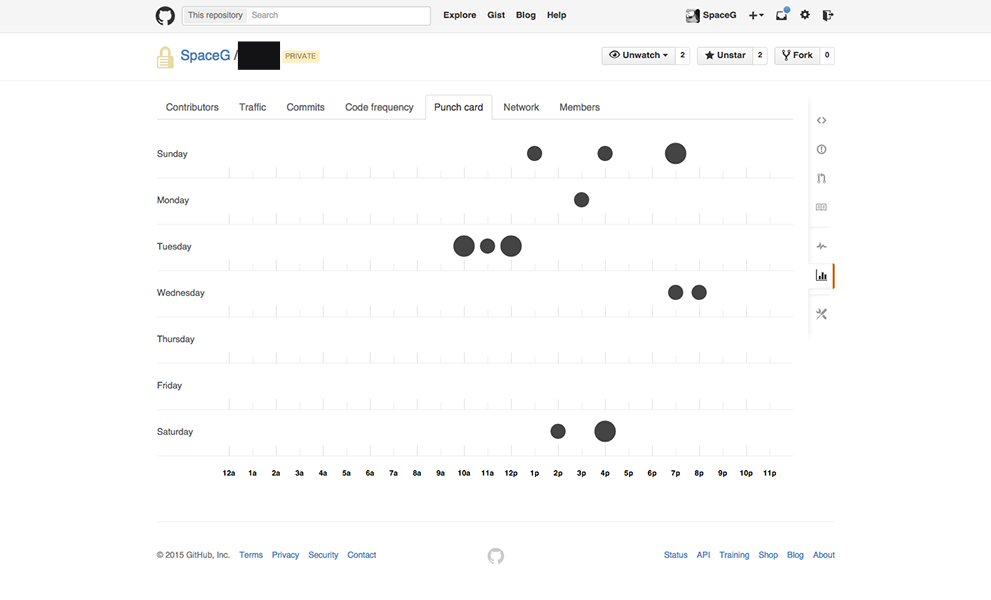 This repository Search Explore Gist Blog Help SpaceG
SpaceG / PRIVATE Unwatch 2 Unstar 2 Fork 0
Contributors Traffic Commits Code frequency Punch card Network Members
Sunday
Monday
Tuesday
Wednesday
Thursday
Friday
Saturday
12a 1a 2a 3a 4a 5a 6a 7a 8a 9a 10a 11a 12p 1p 2p 3p 4p 5p 6p 7p 8p 9p 10p 11p
© 2015 GitHub, Inc. Terms Privacy Security Contact Status API Training Shop Blog About